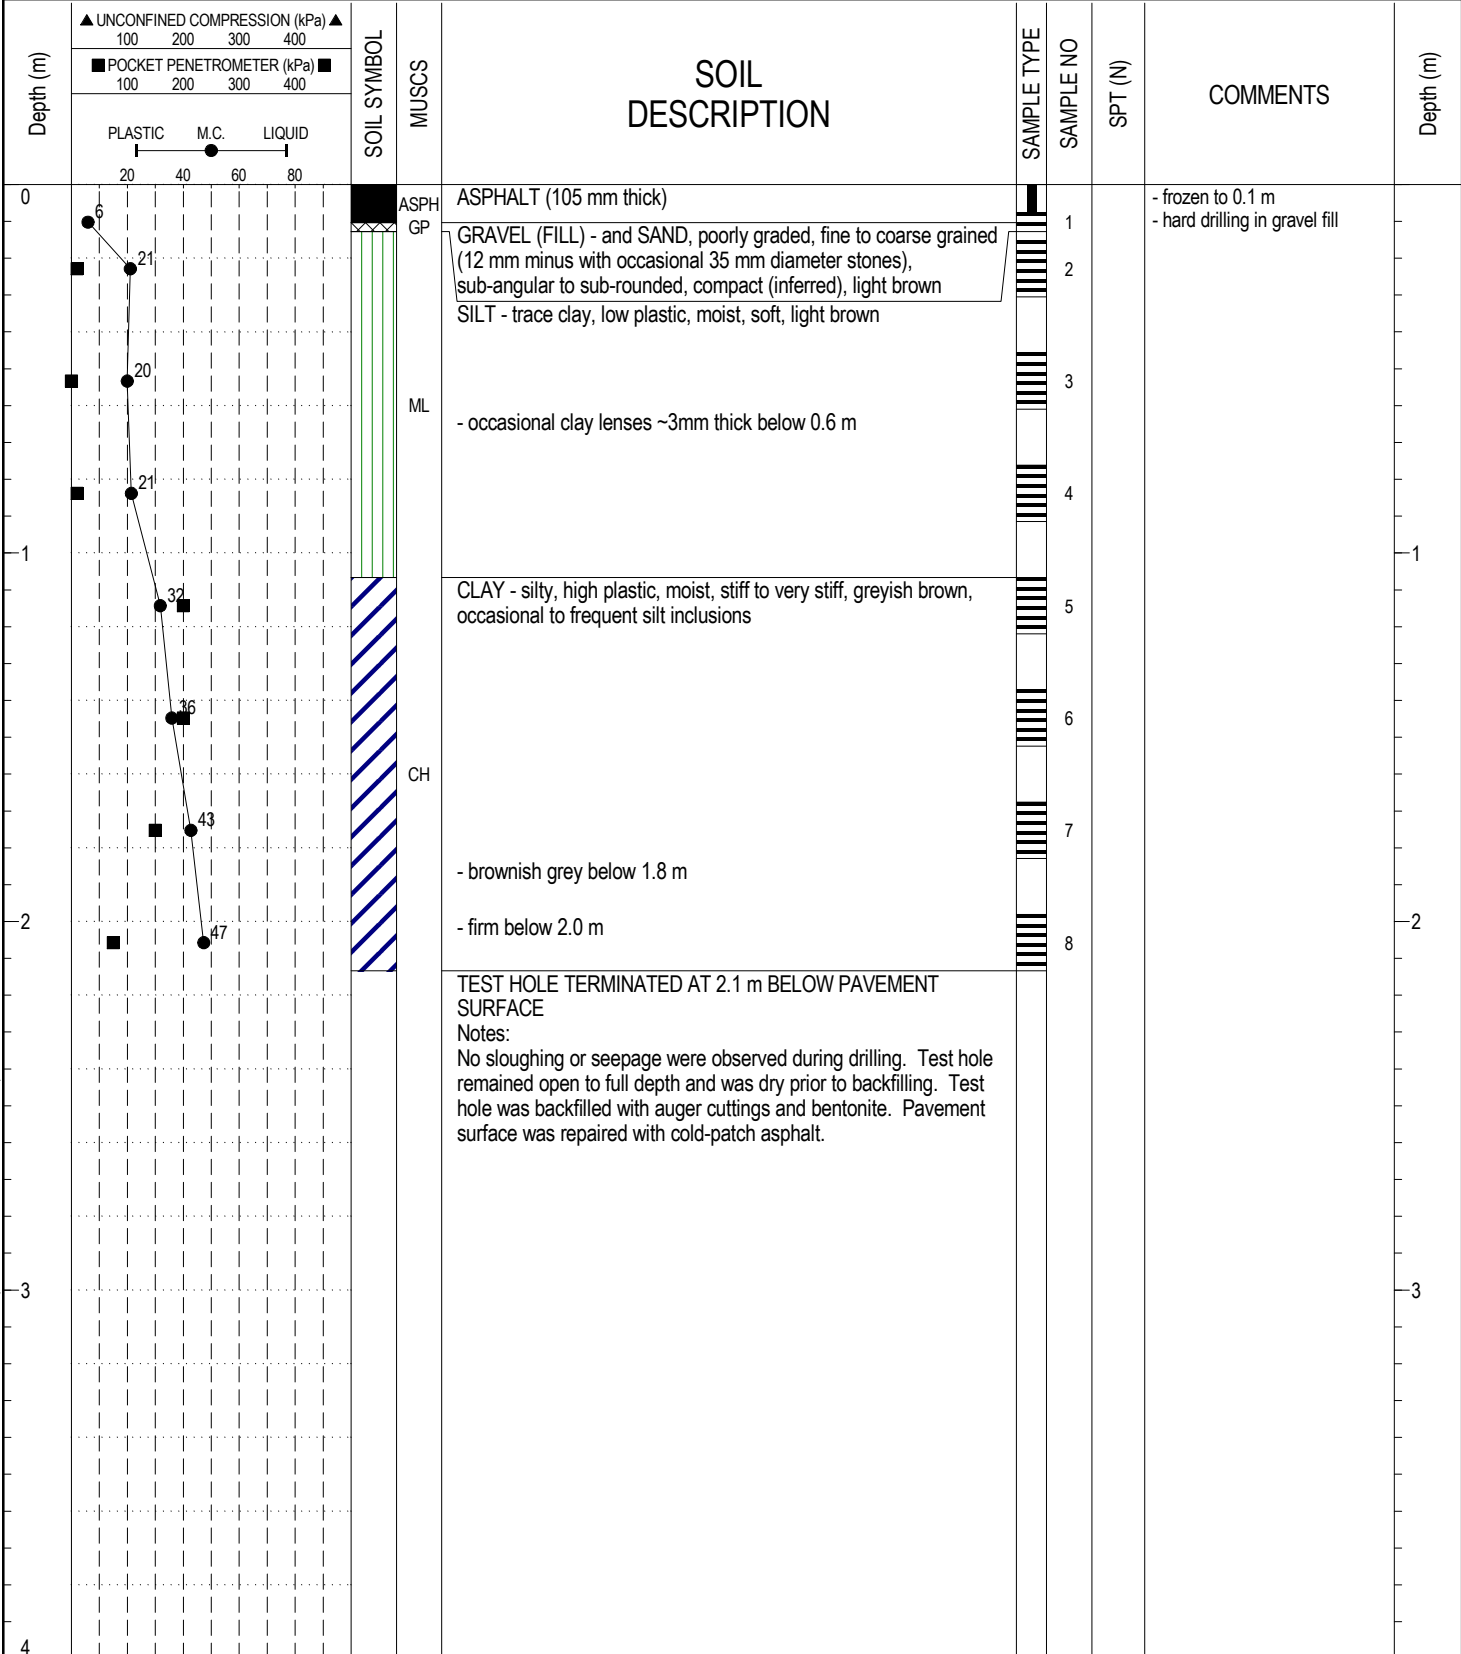 ▲ UNCONFINED COMPRESSION (kPa) ▲
100 200 300 400
■ POCKET PENETROMETER (kPa) ■
100 200 300 400
PLASTIC M.C. LIQUID
20 40 60 80
Depth (m)
SOIL SYMBOL
MUSCS
SOIL
DESCRIPTION
SAMPLE TYPE
SAMPLE NO
SPT (N)
COMMENTS
Depth (m)
0
ASPH
ASPHALT (105 mm thick)
- frozen to 0.1 m
6
1
- hard drilling in gravel fill
GP
GRAVEL (FILL) - and SAND, poorly graded, fine to coarse grained
(12 mm minus with occasional 35 mm diameter stones),
sub-angular to sub-rounded, compact (inferred), light brown
21
2
SILT - trace clay, low plastic, moist, soft, light brown
20
3
ML
- occasional clay lenses ~3mm thick below 0.6 m
21
4
1
1
CLAY - silty, high plastic, moist, stiff to very stiff, greyish brown,
occasional to frequent silt inclusions
32
5
36
6
CH
43
7
- brownish grey below 1.8 m
2
- firm below 2.0 m
2
47
8
TEST HOLE TERMINATED AT 2.1 m BELOW PAVEMENT
SURFACE
Notes:
No sloughing or seepage were observed during drilling. Test hole
remained open to full depth and was dry prior to backfilling. Test
hole was backfilled with auger cuttings and bentonite. Pavement
surface was repaired with cold-patch asphalt.
3
3
4